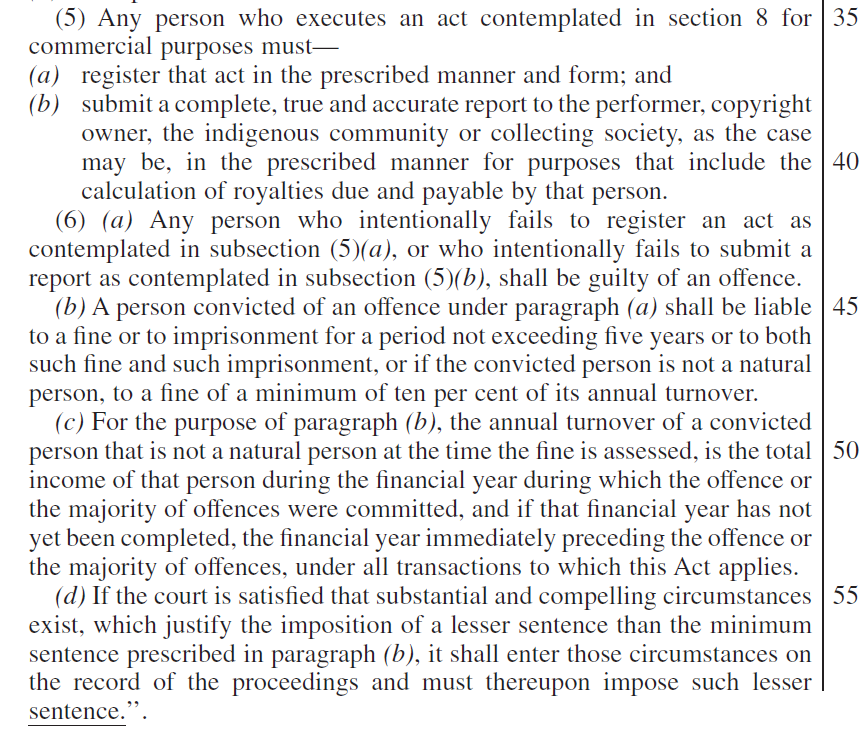 (5) Any person who executes an act contemplated in section 8 for 35
commercial purposes must—
(a) register that act in the prescribed manner and form; and
(b) submit a complete, true and accurate report to the performer, copyright
owner, the indigenous community or collecting society, as the case
may be, in the prescribed manner for purposes that include the 40
calculation of royalties due and payable by that person.
(6) (a) Any person who intentionally fails to register an act as
contemplated in subsection (5)(a), or who intentionally fails to submit a
report as contemplated in subsection (5)(b), shall be guilty of an offence.
(b) A person convicted of an offence under paragraph (a) shall be liable 45
to a fine or to imprisonment for a period not exceeding five years or to both
such fine and such imprisonment, or if the convicted person is not a natural
person, to a fine of a minimum of ten per cent of its annual turnover.
(c) For the purpose of paragraph (b), the annual turnover of a convicted
person that is not a natural person at the time the fine is assessed, is the total 50
income of that person during the financial year during which the offence or
the majority of offences were committed, and if that financial year has not
yet been completed, the financial year immediately preceding the offence or
the majority of offences, under all transactions to which this Act applies.
(d) If the court is satisfied that substantial and compelling circumstances 55
exist, which justify the imposition of a lesser sentence than the minimum
sentence prescribed in paragraph (b), it shall enter those circumstances on
the record of the proceedings and must thereupon impose such lesser
sentence.”.